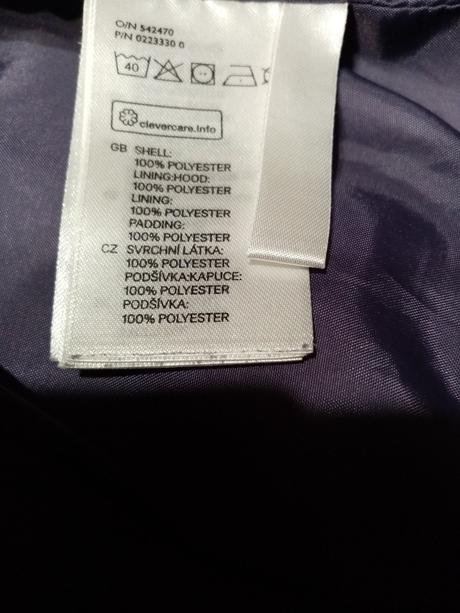 O/N 542470
P/N 0223330 0
40
clevercare.info
GB SHELL:
100% POLYESTER
LINING:HOOD:
100% POLYESTER
LINING:
100% POLYESTER
PADDING:
100% POLYESTER
CZ SVRCHNÍ LÁTKA:
100% POLYESTER
PODŠÍVKA:KAPUCE:
100% POLYESTER
PODŠÍVKA:
100% POLYESTER